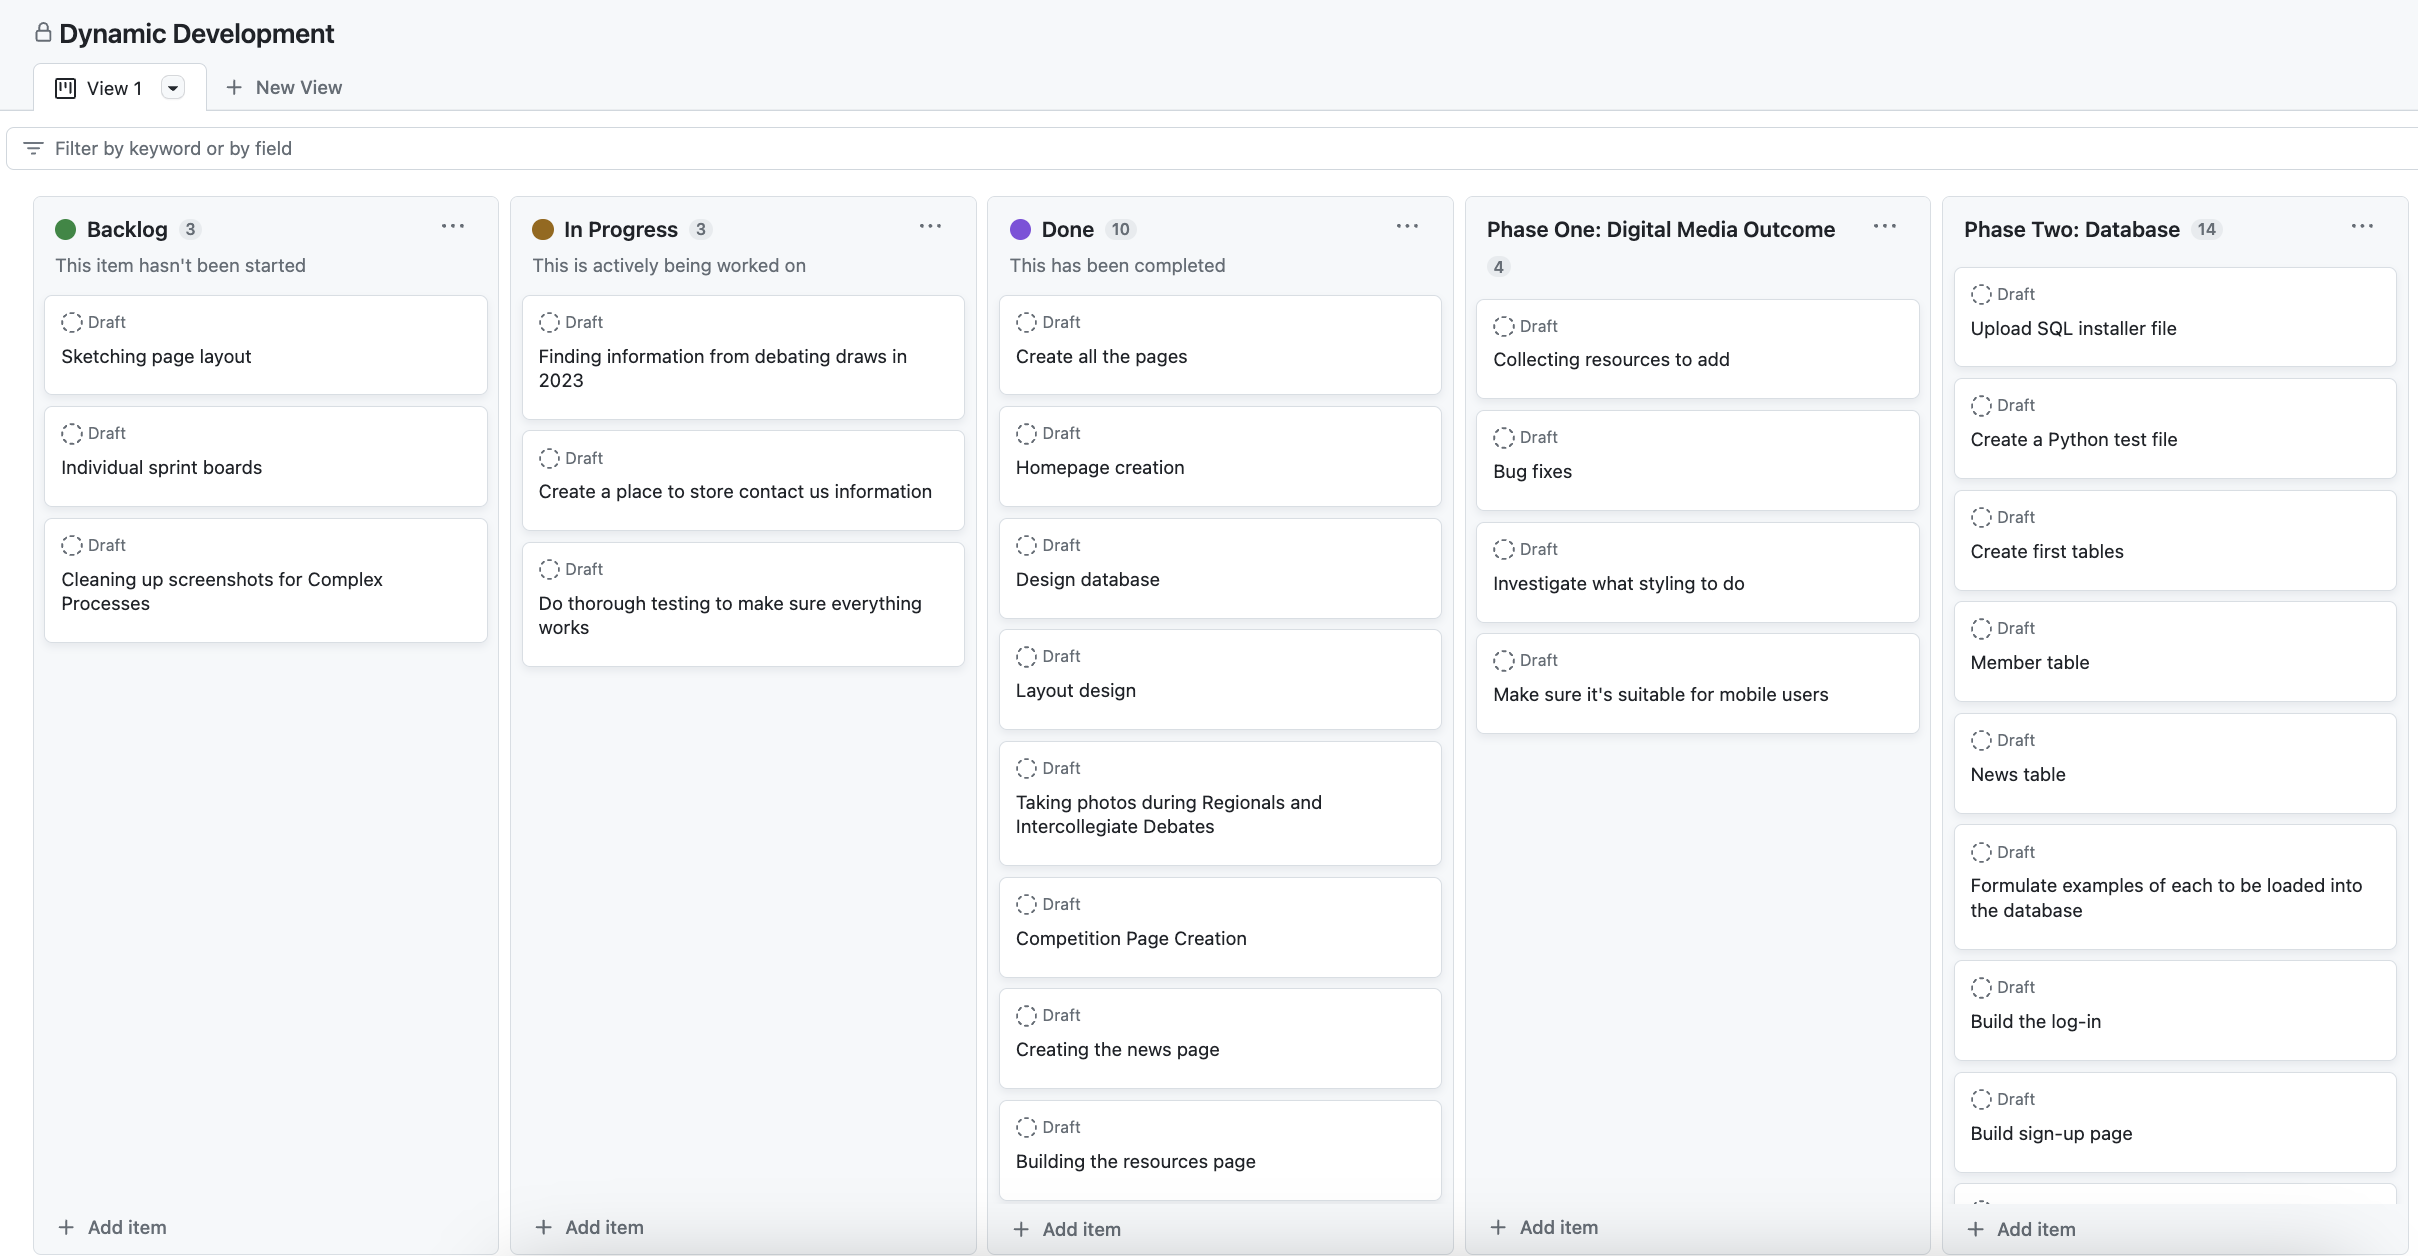 Dynamic Development
View 1
New View
Filter by keyword or by field
Backlog 3
This item hasn't been started
Draft
Sketching page layout
Draft
Individual sprint boards
Draft
Cleaning up screenshots for Complex
Processes
Add item
In Progress 3
This is actively being worked on
Draft
Finding information from debating draws in
2023
Draft
Create a place to store contact us information
Draft
Do thorough testing to make sure everything
works
Add item
Done 10
This has been completed
Draft
Create all the pages
Draft
Homepage creation
Draft
Design database
Draft
Layout design
Draft
Taking photos during Regionals and
Intercollegiate Debates
Draft
Competition Page Creation
Draft
Creating the news page
Draft
Building the resources page
Add item
Phase One: Digital Media Outcome
4
Draft
Collecting resources to add
Draft
Bug fixes
Draft
Investigate what styling to do
Draft
Make sure it's suitable for mobile users
Add item
Phase Two: Database 14
Draft
Upload SQL installer file
Draft
Create a Python test file
Draft
Create first tables
Draft
Member table
Draft
News table
Draft
Formulate examples of each to be loaded into
the database
Draft
Build the log-in
Draft
Build sign-up page
Add item